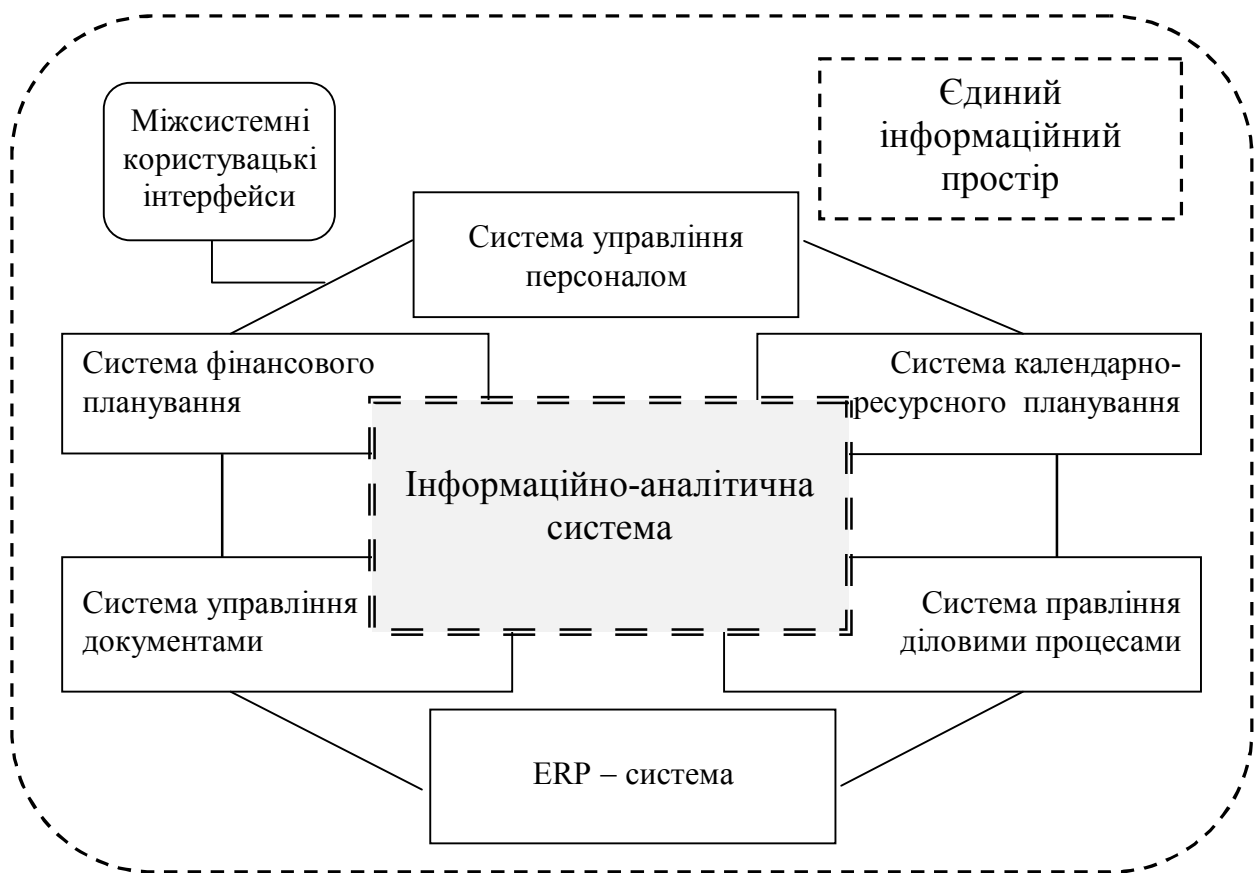 Міжсистемні
користувацькі
інтерфейси
Єдиний
інформаційний
простір
Система управління
персоналом
Система фінансового
планування
Система календарно-
ресурсного планування
Інформаційно-аналітична
система
Система управління
документами
Система правління
діловими процесами
ERP – система